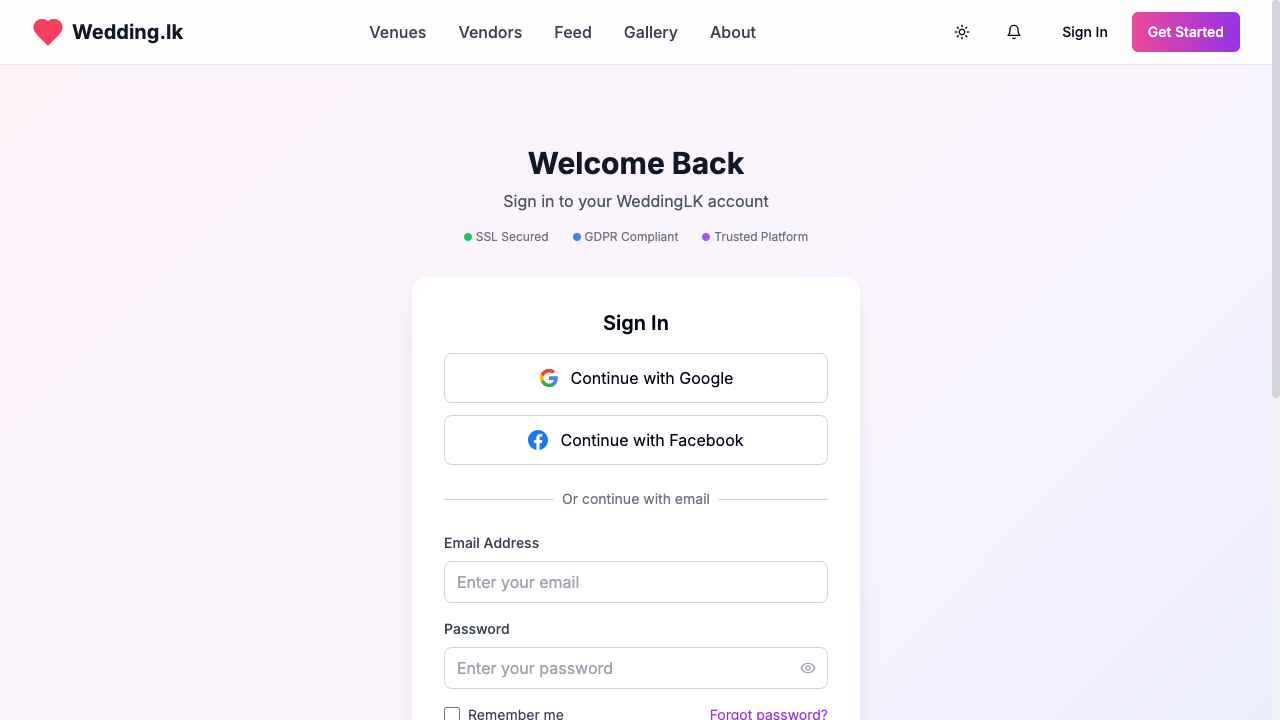 Wedding.lk
Venues Vendors Feed Gallery About
Sign In
Get Started
Welcome Back
Sign in to your WeddingLK account
SSL Secured GDPR Compliant Trusted Platform
Sign In
Continue with Google
Continue with Facebook
Or continue with email
Email Address
Enter your email
Password
Enter your password
Remember me Forgot password?